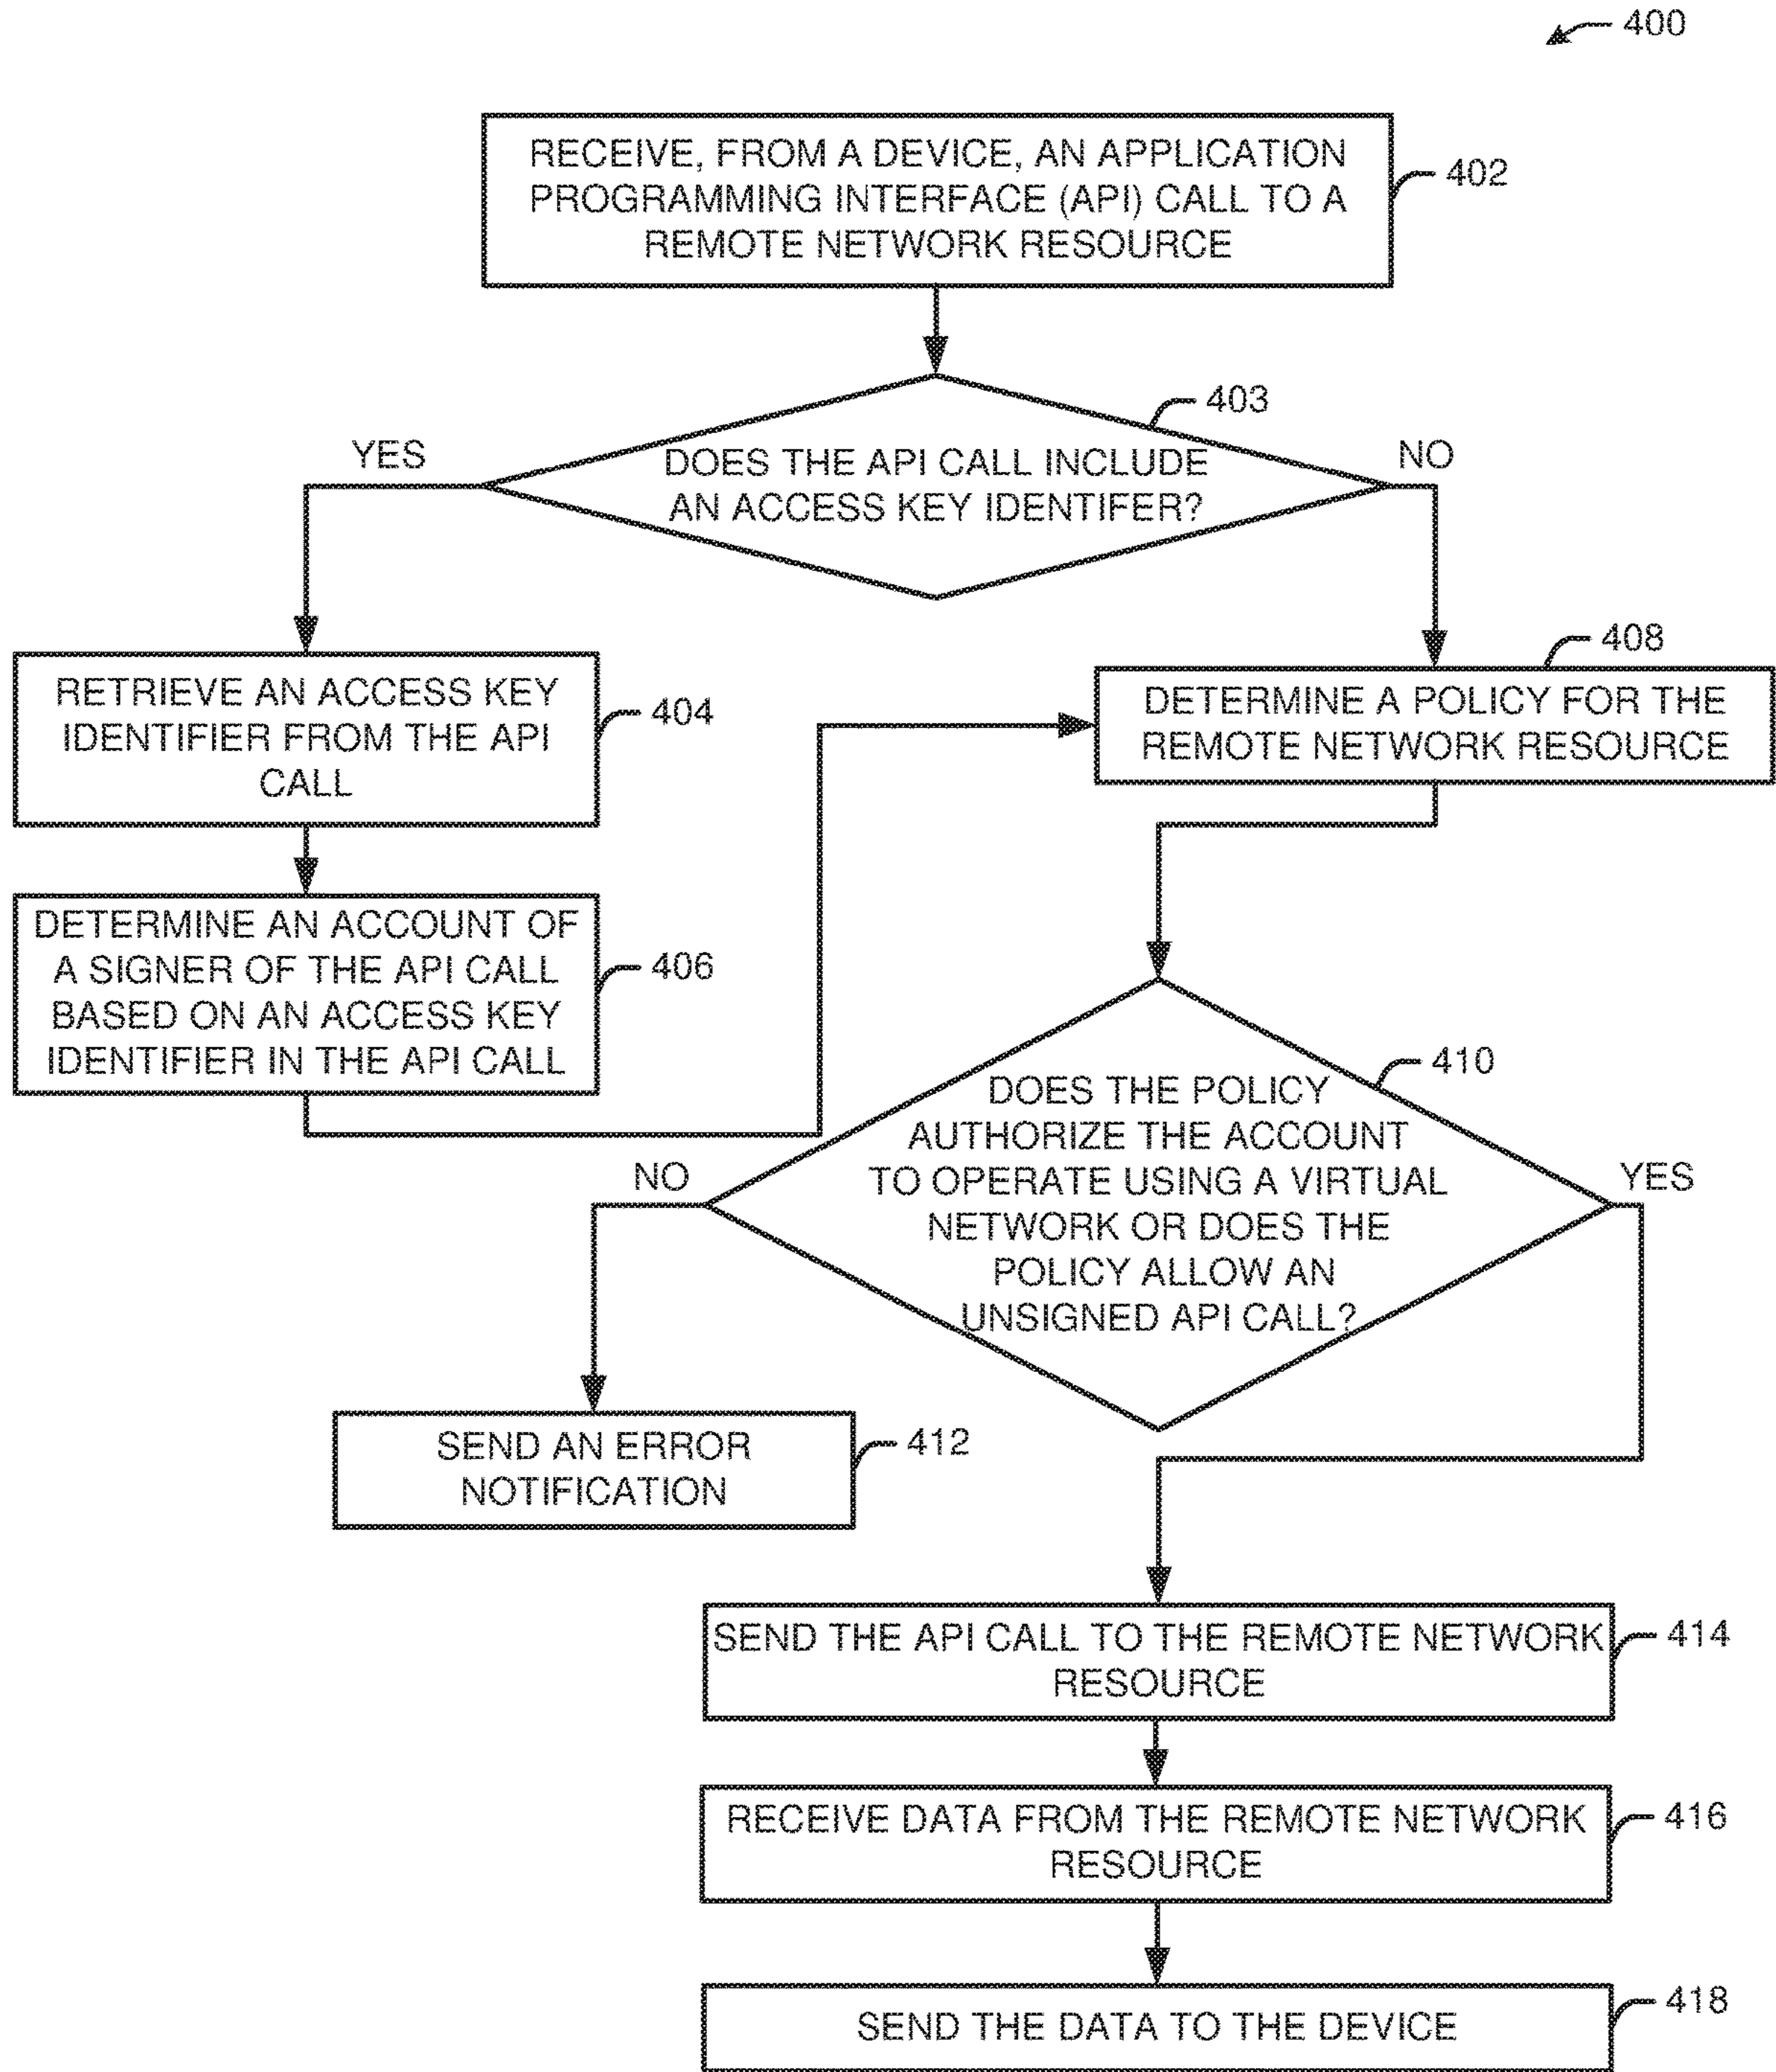 400
RECEIVE, FROM A DEVICE, AN APPLICATION
PROGRAMMING INTERFACE (API) CALL TO A
REMOTE NETWORK RESOURCE
402
403
DOES THE API CALL INCLUDE
AN ACCESS KEY IDENTIFER?
YES
NO
RETRIEVE AN ACCESS KEY
IDENTIFIER FROM THE API
CALL
404
408
DETERMINE A POLICY FOR THE
REMOTE NETWORK RESOURCE
DETERMINE AN ACCOUNT OF
A SIGNER OF THE API CALL
BASED ON AN ACCESS KEY
IDENTIFIER IN THE API CALL
406
410
DOES THE POLICY
AUTHORIZE THE ACCOUNT
TO OPERATE USING A VIRTUAL
NETWORK OR DOES THE
POLICY ALLOW AN
UNSIGNED API CALL?
NO
YES
SEND AN ERROR
NOTIFICATION
412
SEND THE API CALL TO THE REMOTE NETWORK
RESOURCE
414
RECEIVE DATA FROM THE REMOTE NETWORK
RESOURCE
416
SEND THE DATA TO THE DEVICE
418